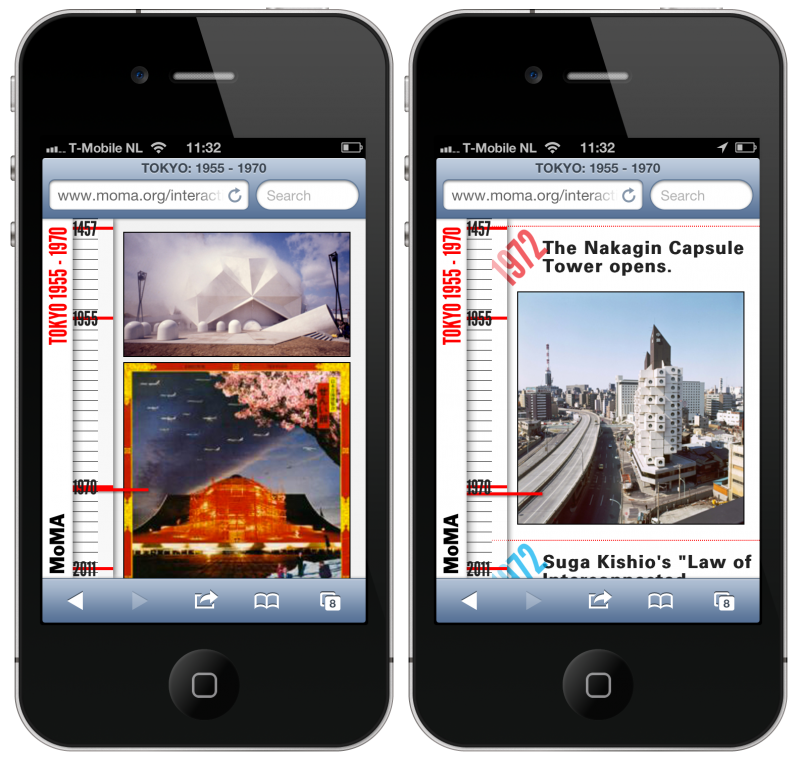 T-Mobile NL 11:32
TOKYO: 1955 - 1970
www.moma.org/interact
Search
1457
TOKYO 1955 - 1970
1955
1970
MoMA
2011
8
T-Mobile NL 11:32
TOKYO: 1955 - 1970
www.moma.org/interact
Search
1457
TOKYO 1955 - 1970
1955
1970
MoMA
2011
1972
The Nakagin Capsule
Tower opens.
1972
Suga Kishio's "Law of
Interconnected
8